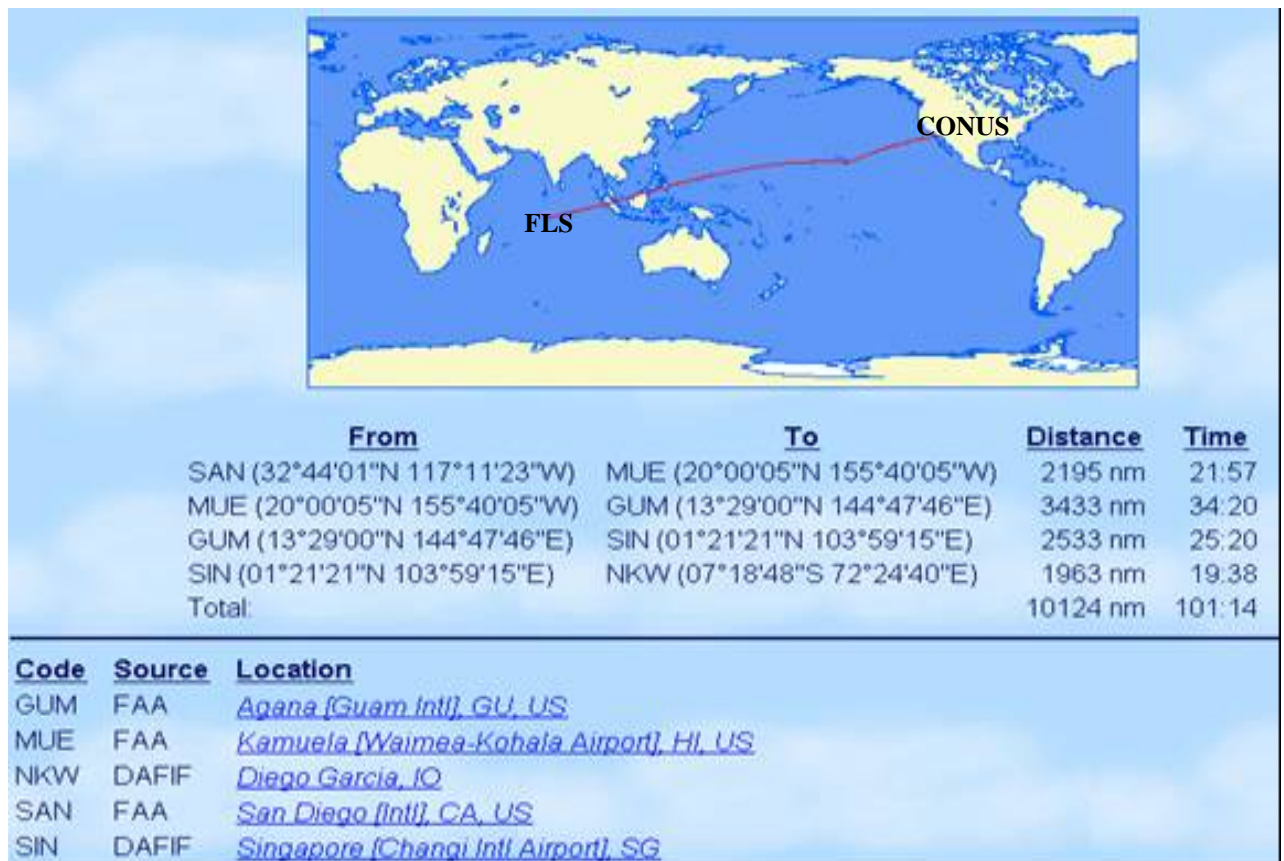 CONUS
FLS
From To Distance Time
SAN (32°44'01"N 117°11'23"W) MUE (20°00'05"N 155°40'05"W) 2195 nm 21:57
MUE (20°00'05"N 155°40'05"W) GUM (13°29'00"N 144°47'46"E) 3433 nm 34:20
GUM (13°29'00"N 144°47'46"E) SIN (01°21'21"N 103°59'15"E) 2533 nm 25:20
SIN (01°21'21"N 103°59'15"E) NKW (07°18'48"S 72°24'40"E) 1963 nm 19:38
Total: 10124 nm 101:14
Code Source Location
GUM FAA Agana [Guam Intl], GU, US
MUE FAA Kamuela [Waimea-Kohala Airport], HI, US
NKW DAFIF Diego Garcia, IO
SAN FAA San Diego [Intl], CA, US
SIN DAFIF Singapore [Changi Intl Airport], SG